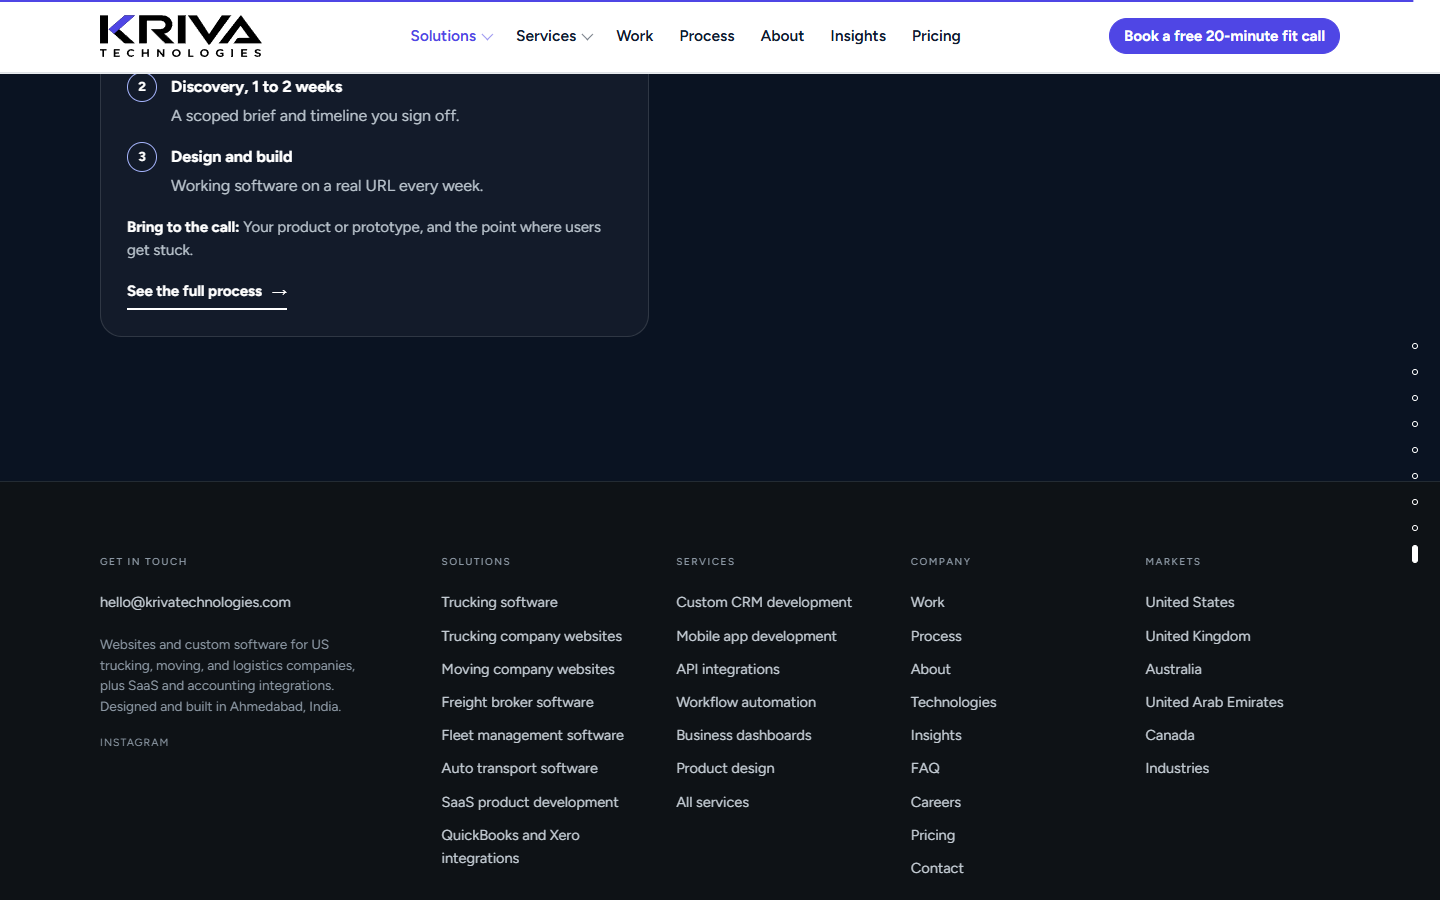 KRIVA
TECHNOLOGIES
Solutions
Services
Work
Process
About
Insights
Pricing
Book a free 20-minute fit call
2
Discovery, 1 to 2 weeks
A scoped brief and timeline you sign off.
3
Design and build
Working software on a real URL every week.
Bring to the call: Your product or prototype, and the point where users
get stuck.
See the full process →
GET IN TOUCH
hello@krivatechnologies.com
Websites and custom software for US
trucking, moving, and logistics companies,
plus SaaS and accounting integrations.
Designed and built in Ahmedabad, India.
INSTAGRAM
SOLUTIONS
Trucking software
Trucking company websites
Moving company websites
Freight broker software
Fleet management software
Auto transport software
SaaS product development
QuickBooks and Xero
integrations
SERVICES
Custom CRM development
Mobile app development
API integrations
Workflow automation
Business dashboards
Product design
All services
COMPANY
Work
Process
About
Technologies
Insights
FAQ
Careers
Pricing
Contact
MARKETS
United States
United Kingdom
Australia
United Arab Emirates
Canada
Industries